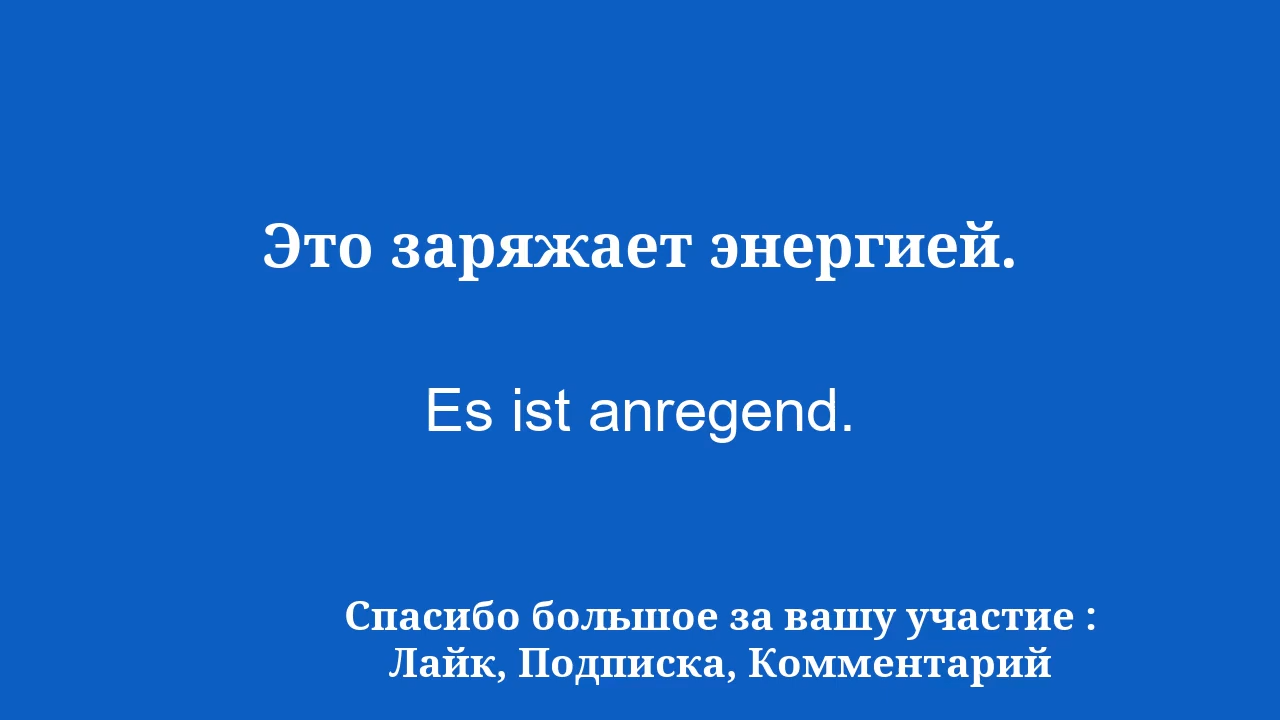 Это заряжает энергией.
Es ist anregend.
Спасибо большое за вашу участие :
Лайк, Подписка, Комментарий